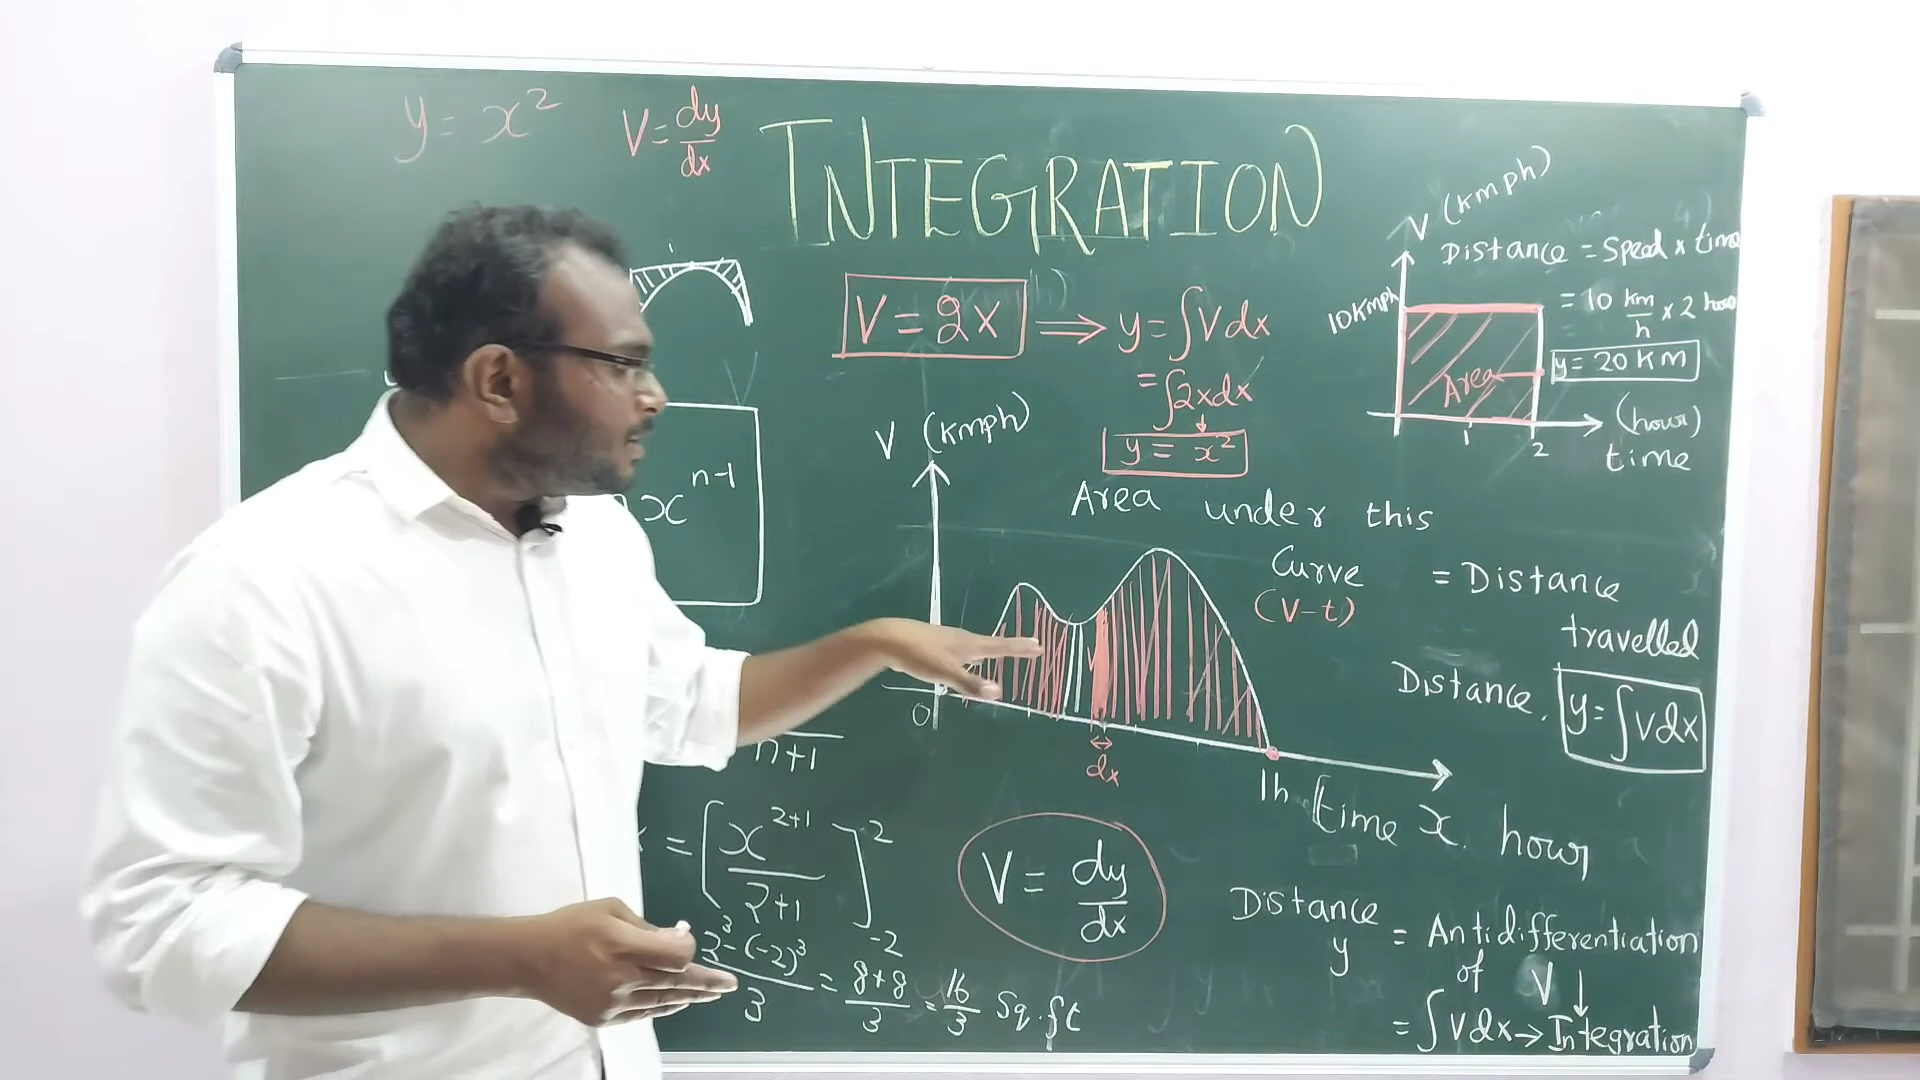 y = x²
V = dy/dx
INTEGRATION
V = 2x ⟹ y = ∫V dx
= ∫2x dx
y = x²
V (kmph)
Distance = Speed x time
= 10 km/h x 2 hour
y = 20 KM
10 Kmph
Area
1
2
(hour)
time
x^(n-1)
V (kmph)
Area under this
Curve
(V-t)
= Distance
travelled
Distance, y = ∫V dx
0
dx
1h
time x. hour
n+1
= [x^(2+1)/(2+1)]²₋₂
2³-(-2)³/3 = 8+8/3 = 16/3 Sq.ft
V = dy/dx
Distance
y
= Antidifferentiation
of V ↓
= ∫V dx → Integration